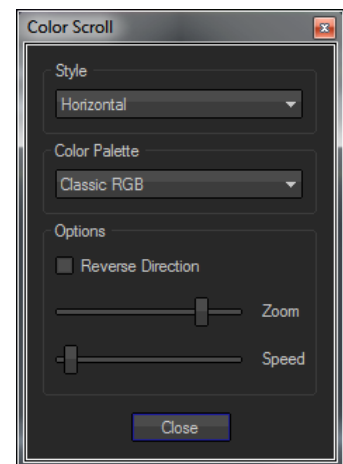 Color Scroll
Style
Horizontal
Color Palette
Classic RGB
Options
Reverse Direction
Zoom
Speed
Close